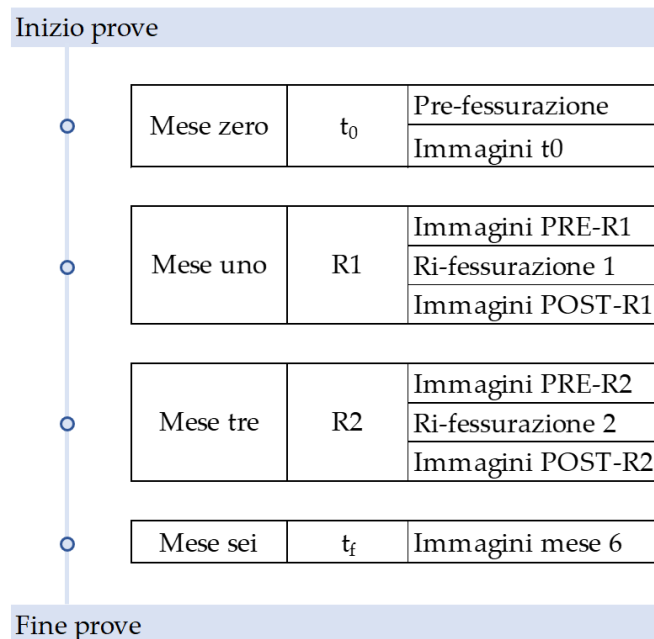 Inizio prove
Pre-fessurazione
Mese zero t₀
Immagini t0
Immagini PRE-R1
Mese uno R1 Ri-fessurazione 1
Immagini POST-R1
Immagini PRE-R2
Mese tre R2 Ri-fessurazione 2
Immagini POST-R2
Mese sei t_f Immagini mese 6
Fine prove